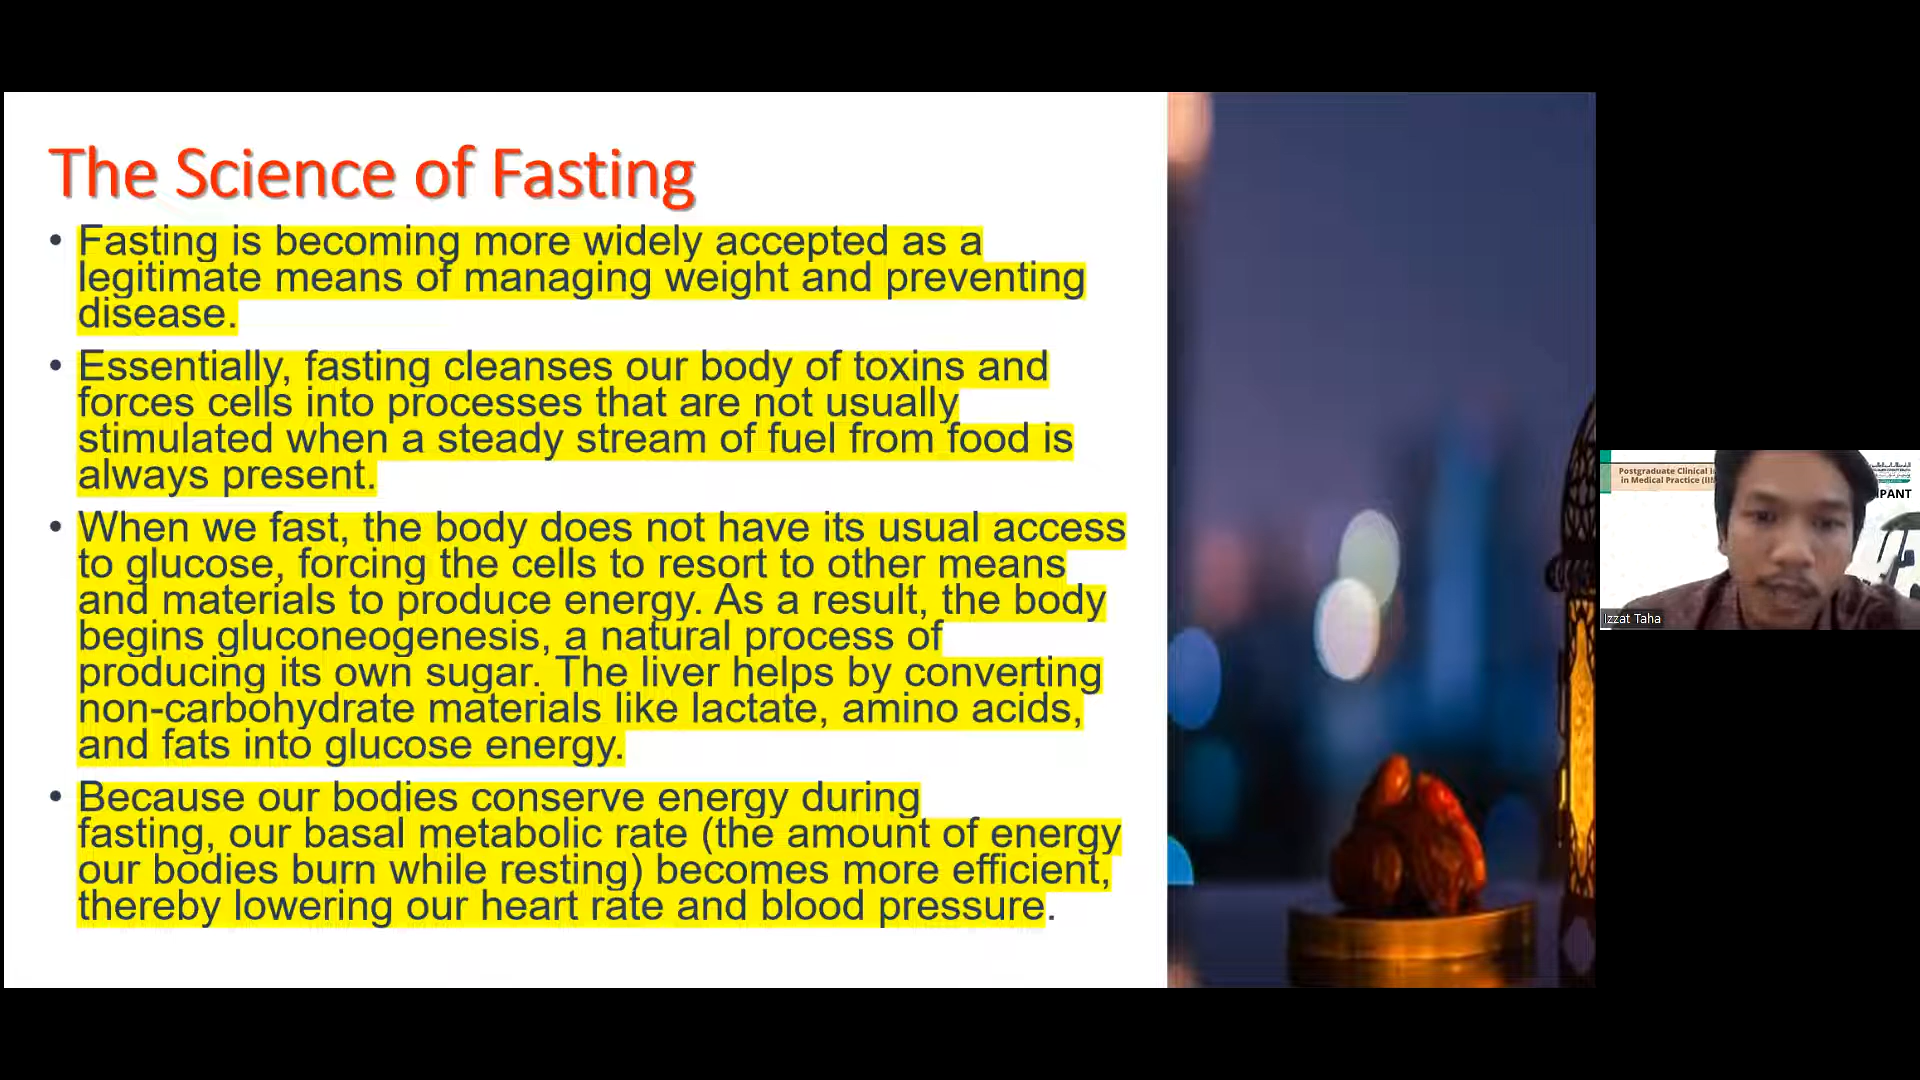 The Science of Fasting
• Fasting is becoming more widely accepted as a
legitimate means of managing weight and preventing
disease.
• Essentially, fasting cleanses our body of toxins and
forces cells into processes that are not usually
stimulated when a steady stream of fuel from food is
always present.
• When we fast, the body does not have its usual access
to glucose, forcing the cells to resort to other means
and materials to produce energy. As a result, the body
begins gluconeogenesis, a natural process of
producing its own sugar. The liver helps by converting
non-carbohydrate materials like lactate, amino acids,
and fats into glucose energy.
• Because our bodies conserve energy during
fasting, our basal metabolic rate (the amount of energy
our bodies burn while resting) becomes more efficient,
thereby lowering our heart rate and blood pressure.
Postgraduate Clinical
in Medical Practice
IPANT
Izzat Taha